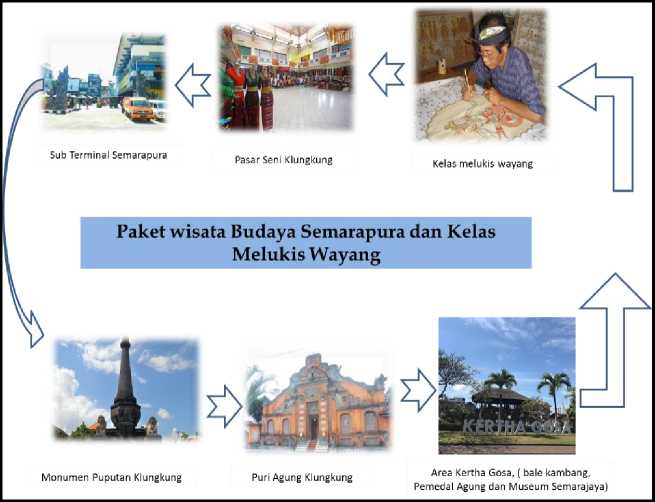 Sub Terminal Semarapura
Pasar Seni Klungkung
Kelas melukis wayang
Paket wisata Budaya Semarapura dan Kelas
Melukis Wayang
KERTHA GOSA
Monumen Puputan Klungkung
Puri Agung Klungkung
Area Kertha Gosa, ( bale kambang,
Pemedal Agung dan Museum Semarajaya)